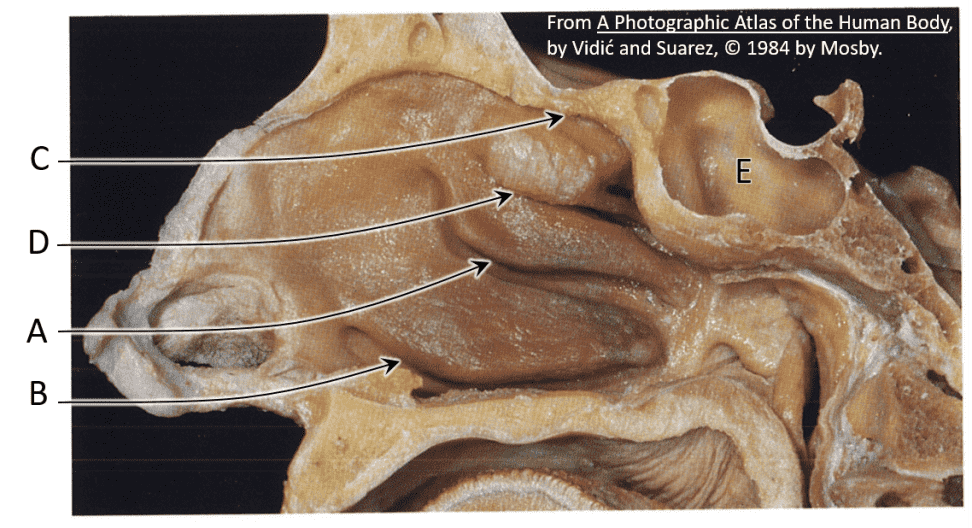 From A Photographic Atlas of the Human Body,
by Vidić and Suarez, © 1984 by Mosby.
C
E
D
A
B